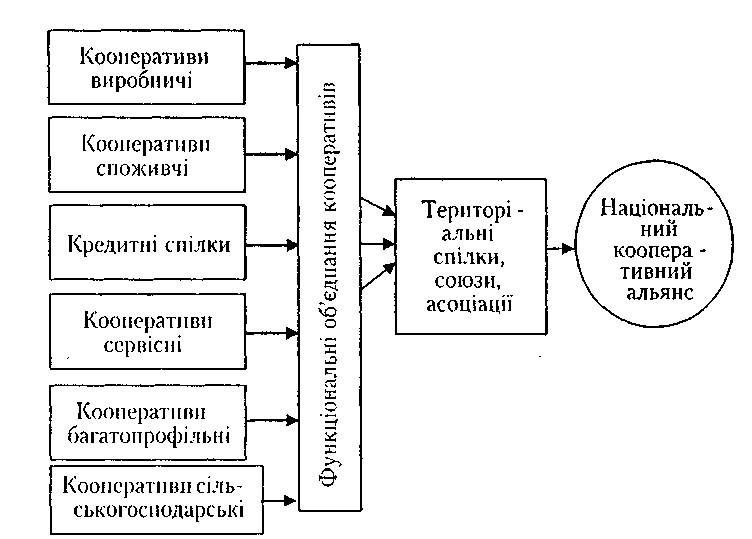 Кооперативи
виробничі
Кооперативи
споживчі
Кредитні спілки
Кооперативи
сервісні
Кооперативи
багатопрофільні
Кооперативи сіль-
ськогосподарські
Функціональні об'єднання кооперативів
Територі -
альні
спілки,
союзи,
асоціації
Націоналъ-
ний
коопера -
тивний
альянс